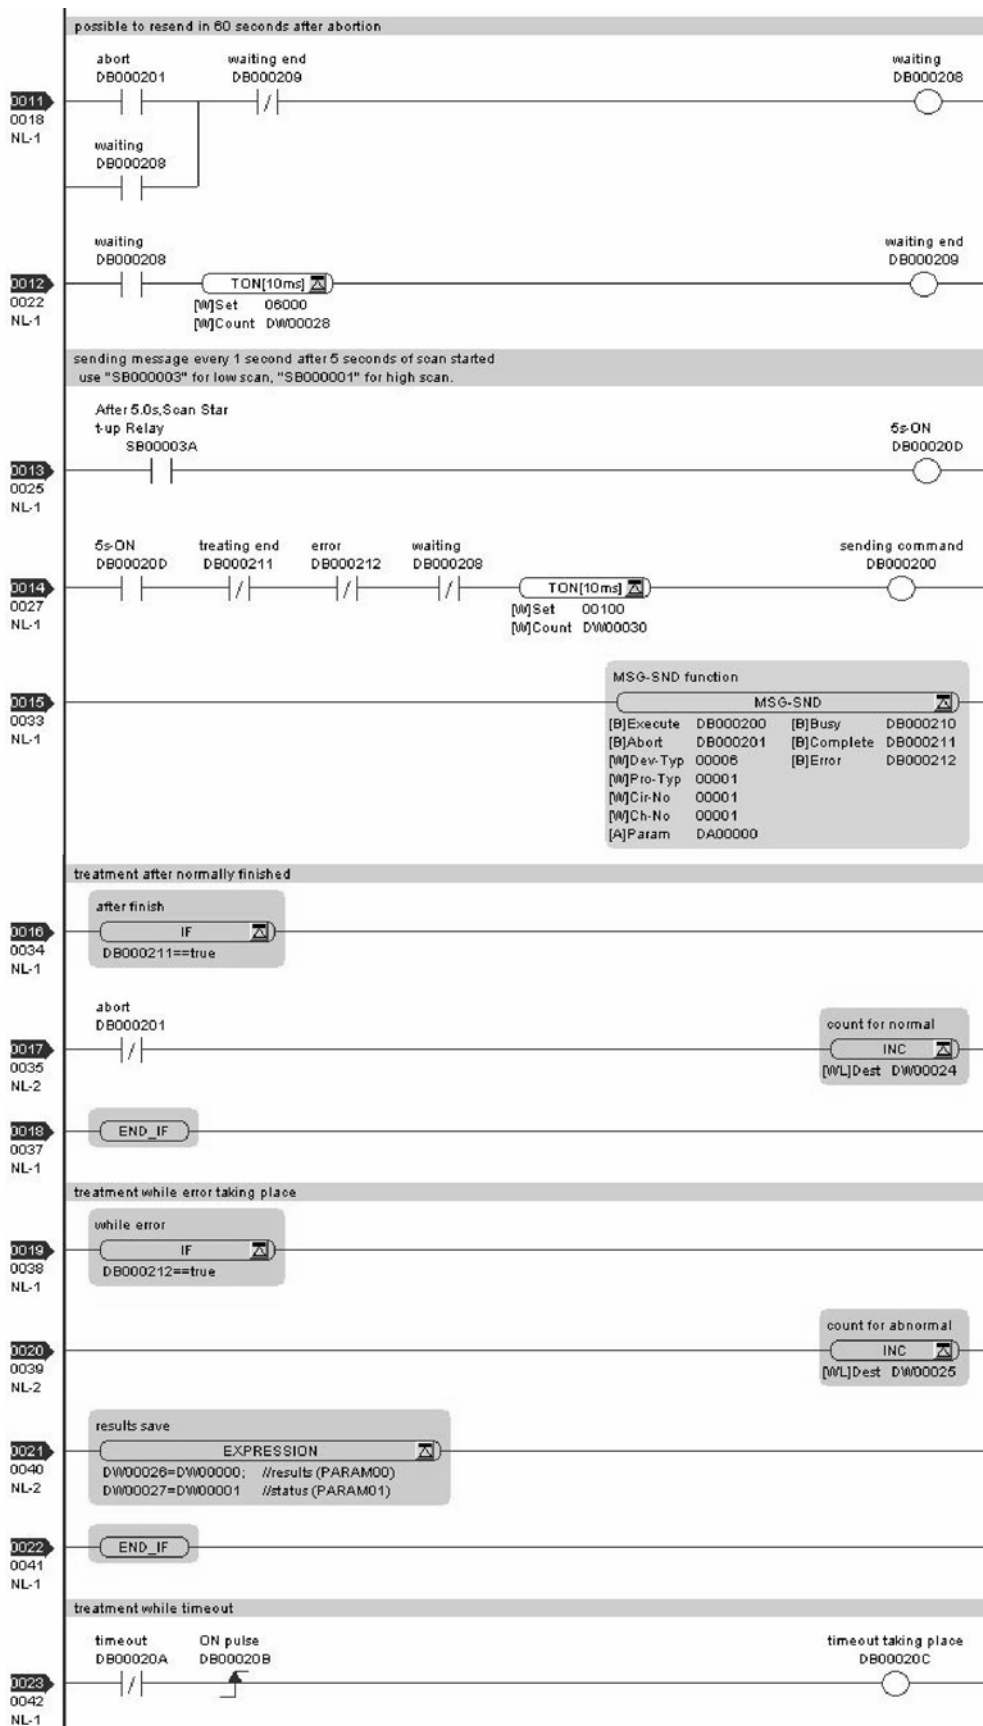 possible to resend in 60 seconds after abortion
abort
DB000201
waiting end
DB000209
waiting
DB000208
0011
0018
NL-1
waiting
DB000208
waiting
DB000208
waiting end
DB000209
0012
0022
NL-1
TON[10ms]
[W]Set 06000
[W]Count DW00028
sending message every 1 second after 5 seconds of scan started
use "SB000003" for low scan, "SB000001" for high scan.
After 5.0s,Scan Star
t-up Relay
SB00003A
5s-ON
DB00020D
0013
0025
NL-1
5s-ON
DB00020D
treating end
DB000211
error
DB000212
waiting
DB000208
sending command
DB000200
0014
0027
NL-1
TON[10ms]
[W]Set 00100
[W]Count DW00030
MSG-SND function
0015
0033
NL-1
MSG-SND
[B]Execute DB000200 [B]Busy DB000210
[B]Abort DB000201 [B]Complete DB000211
[W]Dev-Typ 00006 [B]Error DB000212
[W]Pro-Typ 00001
[W]Cir-No 00001
[W]Ch-No 00001
[A]Param DA00000
treatment after normally finished
after finish
0016
0034
NL-1
IF
DB000211==true
abort
DB000201
count for normal
0017
0035
NL-2
INC
[WL]Dest DW00024
0018
0037
NL-1
END_IF
treatment while error taking place
while error
0019
0038
NL-1
IF
DB000212==true
count for abnormal
0020
0039
NL-2
INC
[WL]Dest DW00025
results save
0021
0040
NL-2
EXPRESSION
DW00026=DW00000; //results (PARAM00)
DW00027=DW00001 //status (PARAM01)
0022
0041
NL-1
END_IF
treatment while timeout
timeout
DB00020A
ON pulse
DB00020B
timeout taking place
DB00020C
0023
0042
NL-1